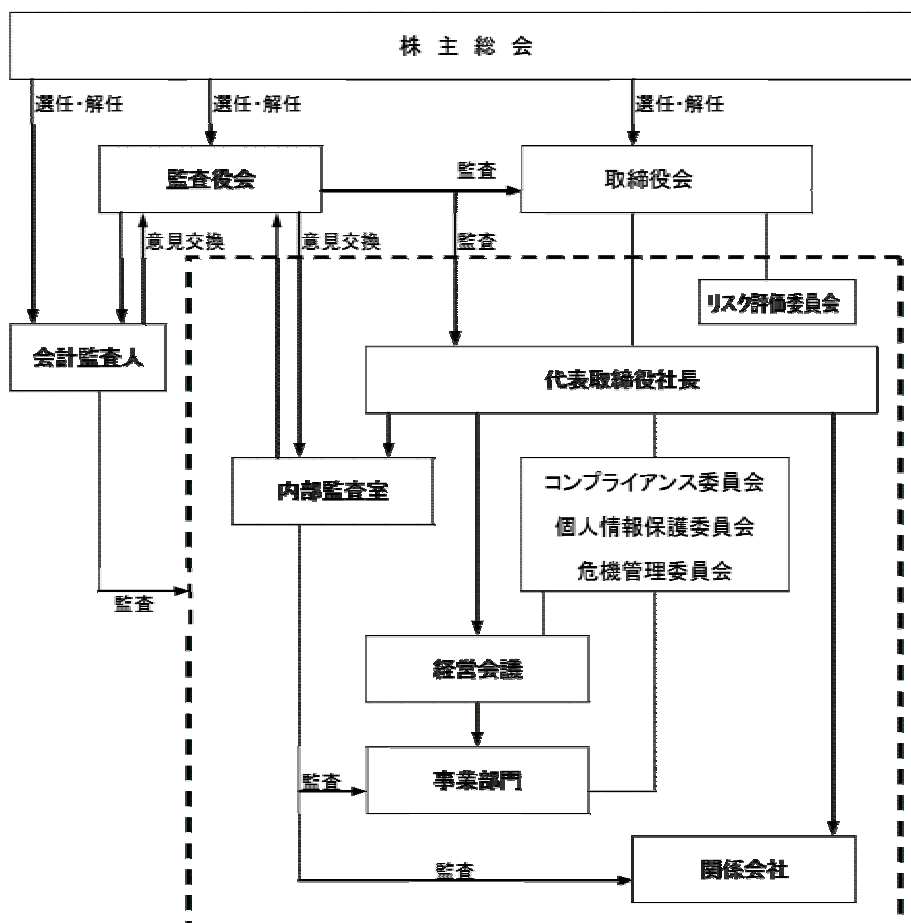 株主総会
選任・解任
選任・解任
選任・解任
監査役会
監査
取締役会
意見交換
意見交換
監査
リスク評価委員会
会計監査人
代表取締役社長
内部監査室
コンプライアンス委員会
個人情報保護委員会
危機管理委員会
監査
経営会議
監査
事業部門
監査
関係会社